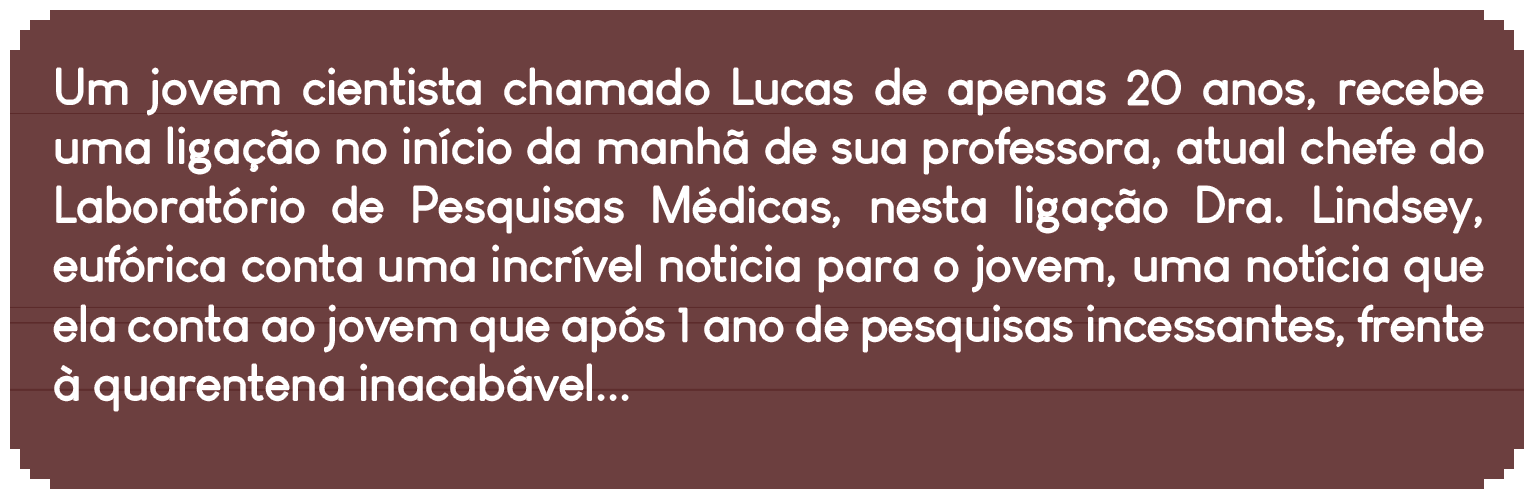 Um jovem cientista chamado Lucas de apenas 20 anos, recebe
uma ligação no início da manhã de sua professora, atual chefe do
Laboratório de Pesquisas Médicas, nesta ligação Dra. Lindsey,
eufórica conta uma incrível noticia para o jovem, uma notícia que
ela conta ao jovem que após 1 ano de pesquisas incessantes, frente
à quarentena inacabável...